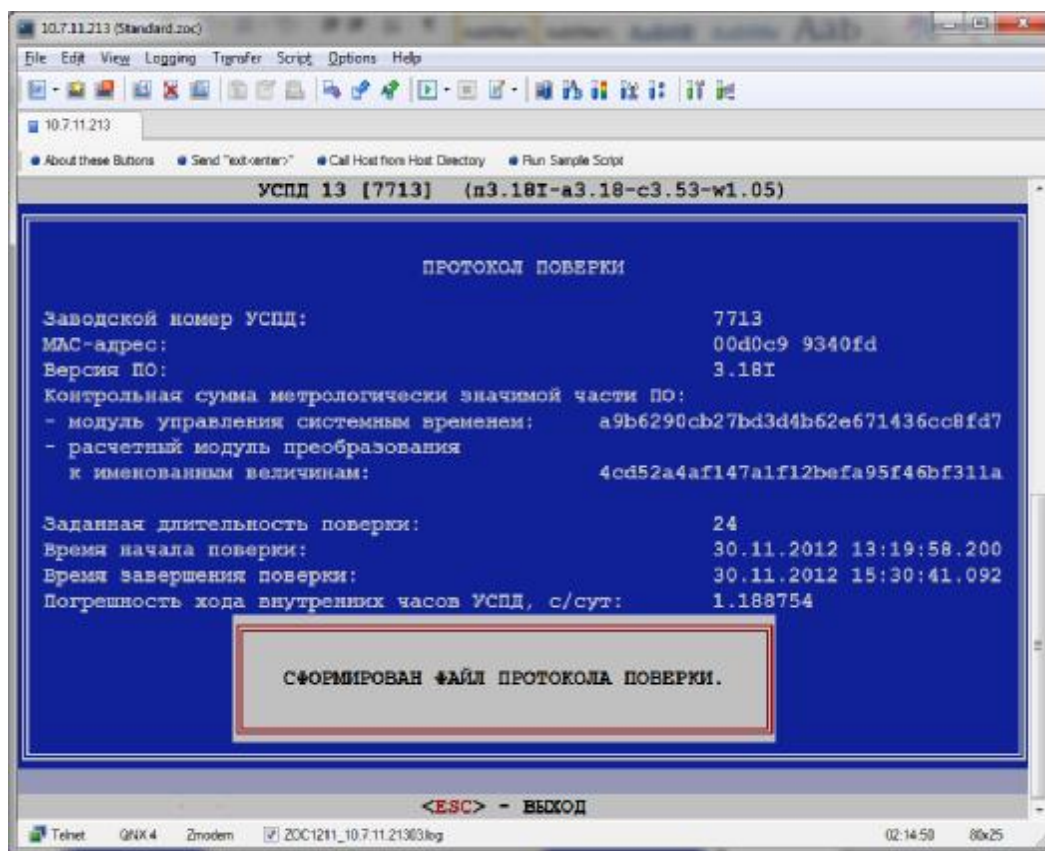 10.7.11.213 (Standard.zoc)
File Edit View Logging Transfer Script Options Help
10.7.11.213
About these Buttons Send "exit<enter>" Call Host from Host Directory Run Sample Script
УСПД 13 [7713] (п3.18I-а3.18-с3.53-w1.05)
ПРОТОКОЛ ПОВЕРКИ
Заводской номер УСПД: 7713
МАС-адрес: 00d0c9 9340fd
Версия ПО: 3.18I
Контрольная сумма метрологически значимой части ПО:
- модуль управления системным временем: a9b6290cb27bd3d4b62e671436cc8fd7
- расчетный модуль преобразования
к именованным величинам: 4cd52a4af147a1f12befa95f46bf311a
Заданная длительность поверки: 24
Время начала поверки: 30.11.2012 13:19:58.200
Время завершения поверки: 30.11.2012 15:30:41.092
Погрешность хода внутренних часов УСПД, с/сут: 1.188754
СФОРМИРОВАН ФАЙЛ ПРОТОКОЛА ПОВЕРКИ.
<ESC> - ВЫХОД
Telnet QNX 4 Zmodem ZOC1211_10.7.11.21303.log 02:14:50 80x25